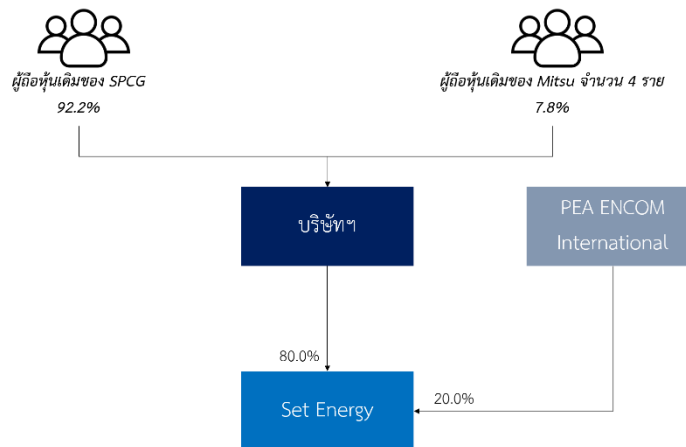 ผู้ถือหุ้นเดิมของ SPCG
92.2%
ผู้ถือหุ้นเดิมของ Mitsu จำนวน 4 ราย
7.8%
บริษัทฯ
PEA ENCOM
International
80.0%
Set Energy
20.0%